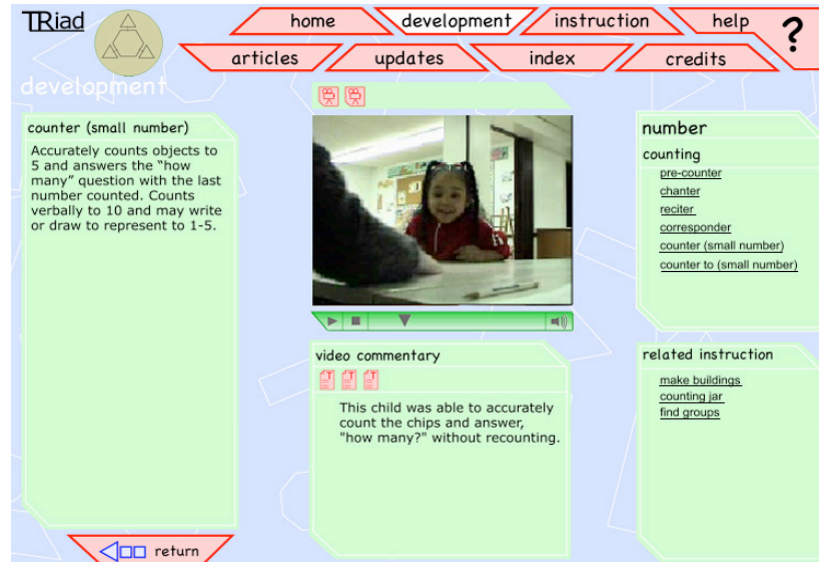 TRiad
home
development
instruction
help
?
articles
updates
index
credits
development
counter (small number)
Accurately counts objects to
5 and answers the “how
many” question with the last
number counted. Counts
verbally to 10 and may write
or draw to represent to 1-5.
return
video commentary
T T T
This child was able to accurately
count the chips and answer,
"how many?" without recounting.
number
counting
pre-counter
chanter
reciter
corresponder
counter (small number)
counter to (small number)
related instruction
make buildings
counting jar
find groups